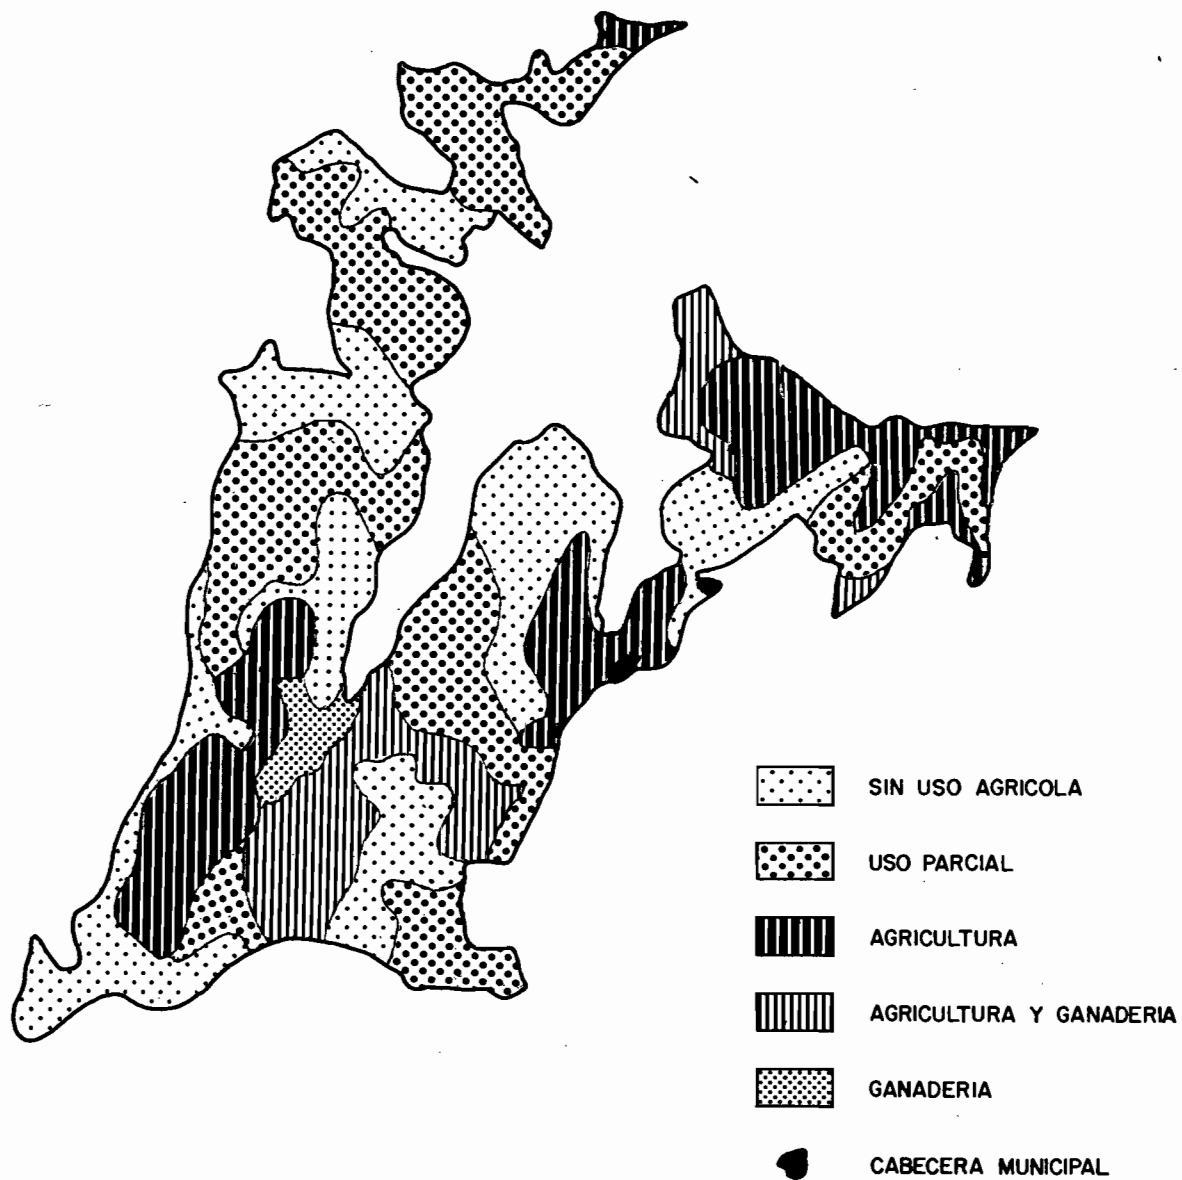 SIN USO AGRICOLA
USO PARCIAL
AGRICULTURA
AGRICULTURA Y GANADERIA
GANADERIA
CABECERA MUNICIPAL